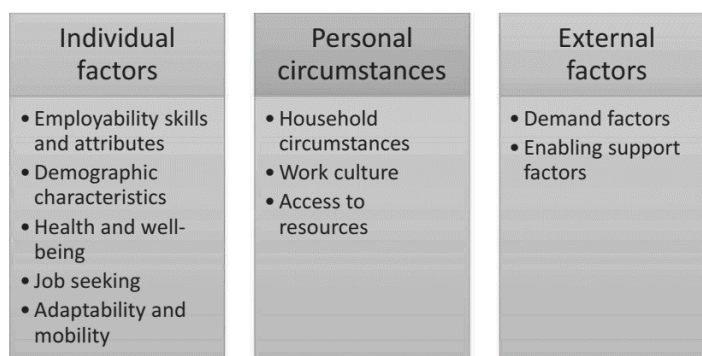 Individual
factors
• Employability skills
and attributes
• Demographic
characteristics
• Health and well-
being
• Job seeking
• Adaptability and
mobility
Personal
circumstances
• Household
circumstances
• Work culture
• Access to
resources
External
factors
• Demand factors
• Enabling support
factors